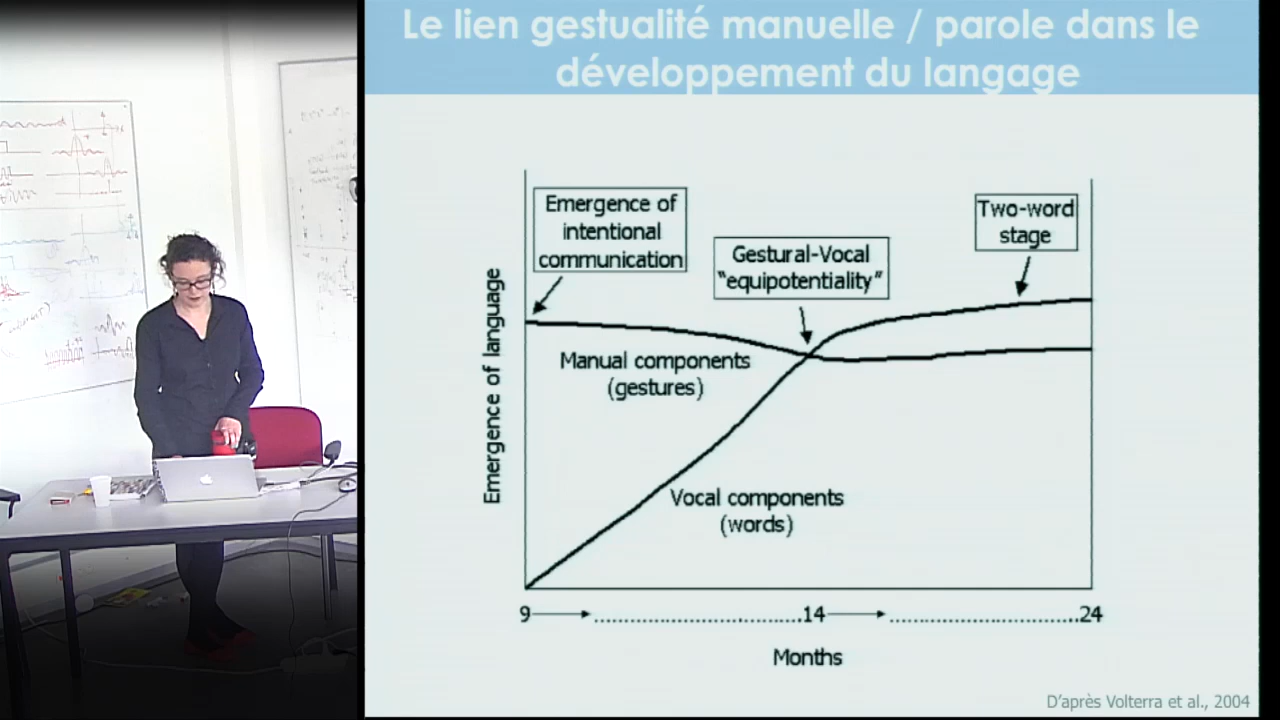 Le lien gestualité manuelle / parole dans le
développement du langage
Emergence of
intentional
communication
Two-word
stage
Gestural-Vocal
“equipotentiality”
Manual components
(gestures)
Vocal components
(words)
Emergence of language
9
14
24
Months
D'après Volterra et al., 2004